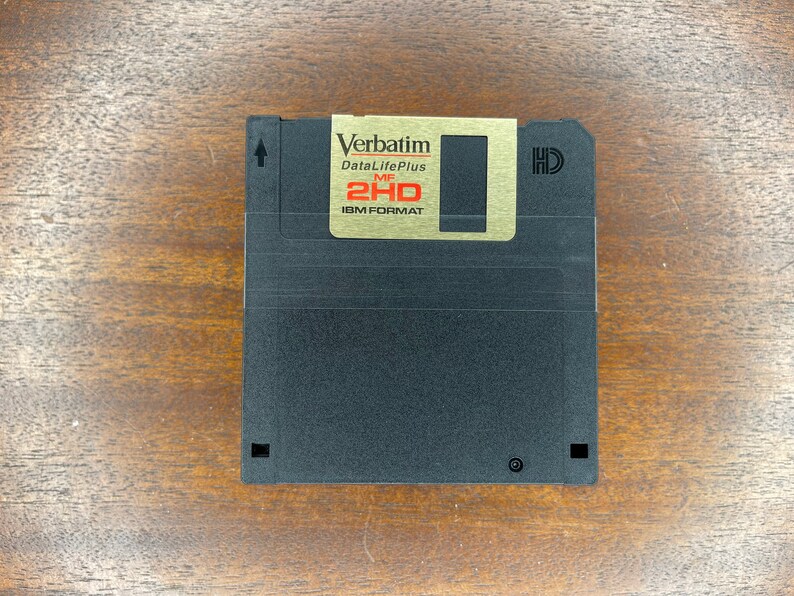 Verbatim
DataLifePlus
MF
2HD
IBM FORMAT
HD